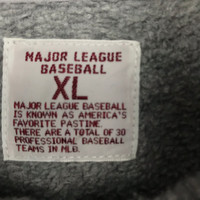 MAJOR LEAGUE
BASEBALL
XL
MAJOR LEAGUE BASEBALL
IS KNOWN AS AMERICA'S
FAVORITE PASTINE.
THERE ARE A TOTAL OF 30
PROFESSIONAL BASEBALL
TEAMS IN MLB.